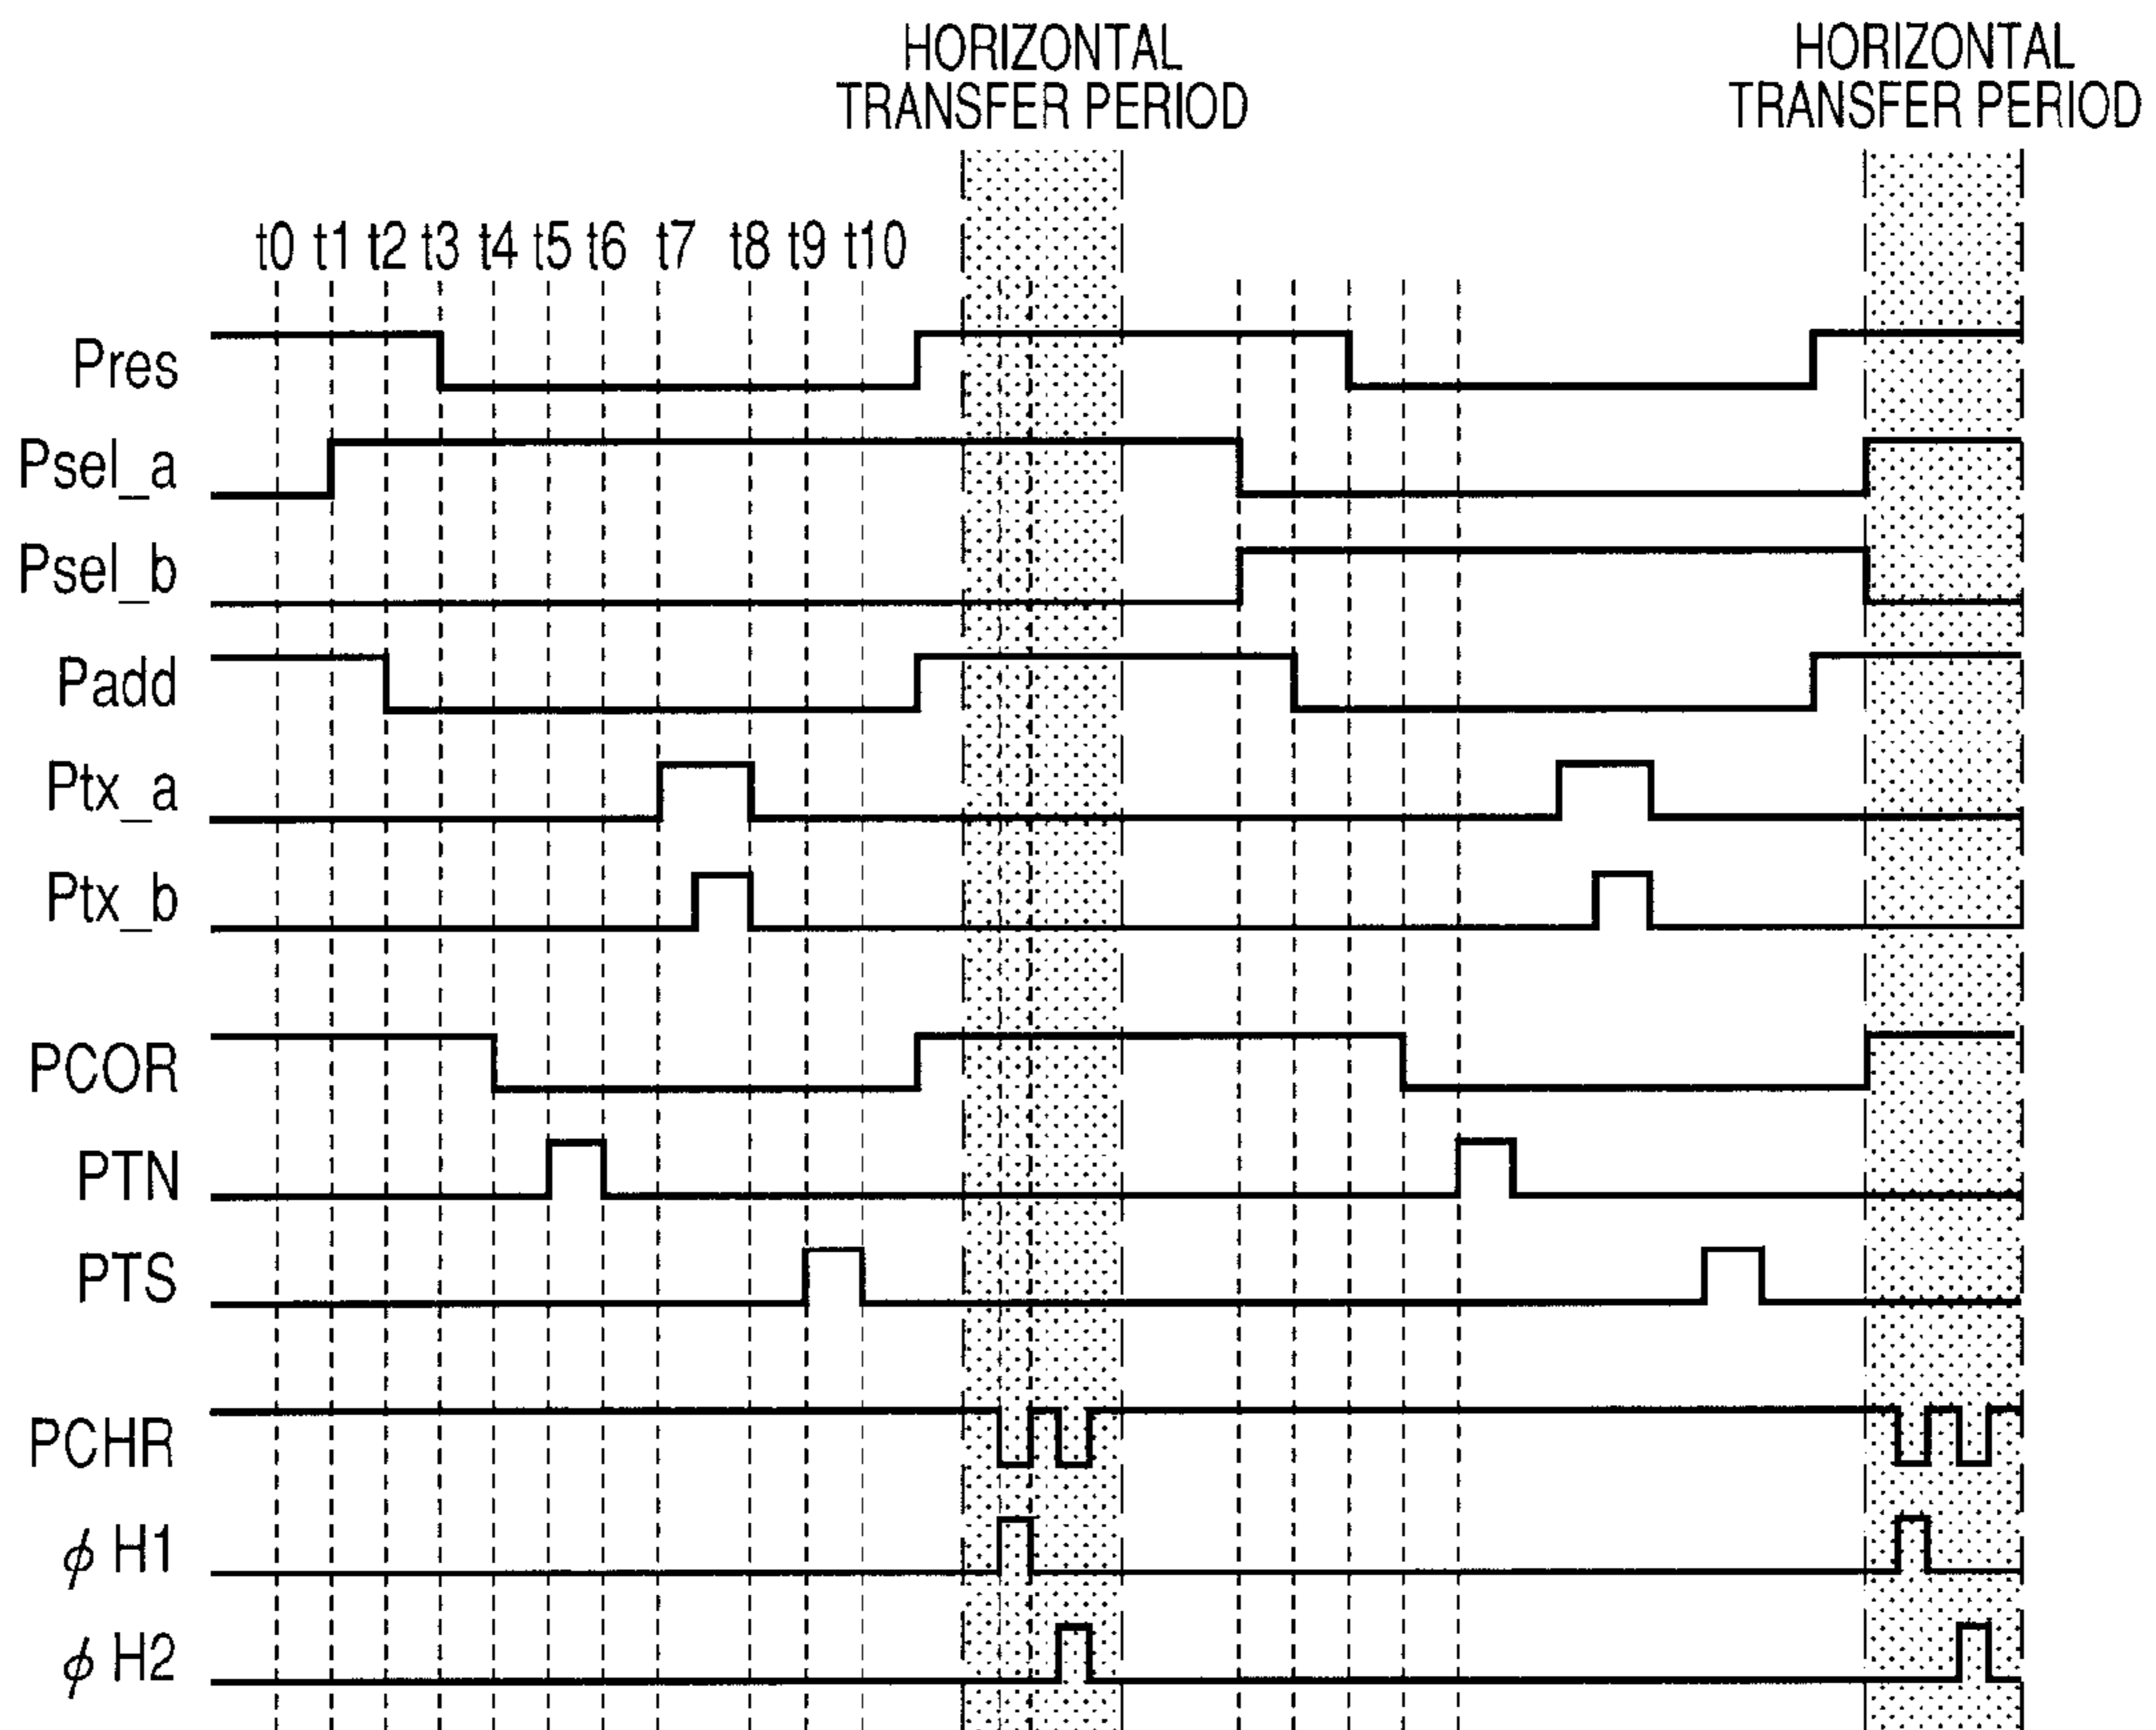 HORIZONTAL
TRANSFER PERIOD
HORIZONTAL
TRANSFER PERIOD
t0 t1 t2 t3 t4 t5 t6 t7 t8 t9 t10
Pres
Psel_a
Psel_b
Padd
Ptx_a
Ptx_b
PCOR
PTN
PTS
PCHR
ϕ H1
ϕ H2